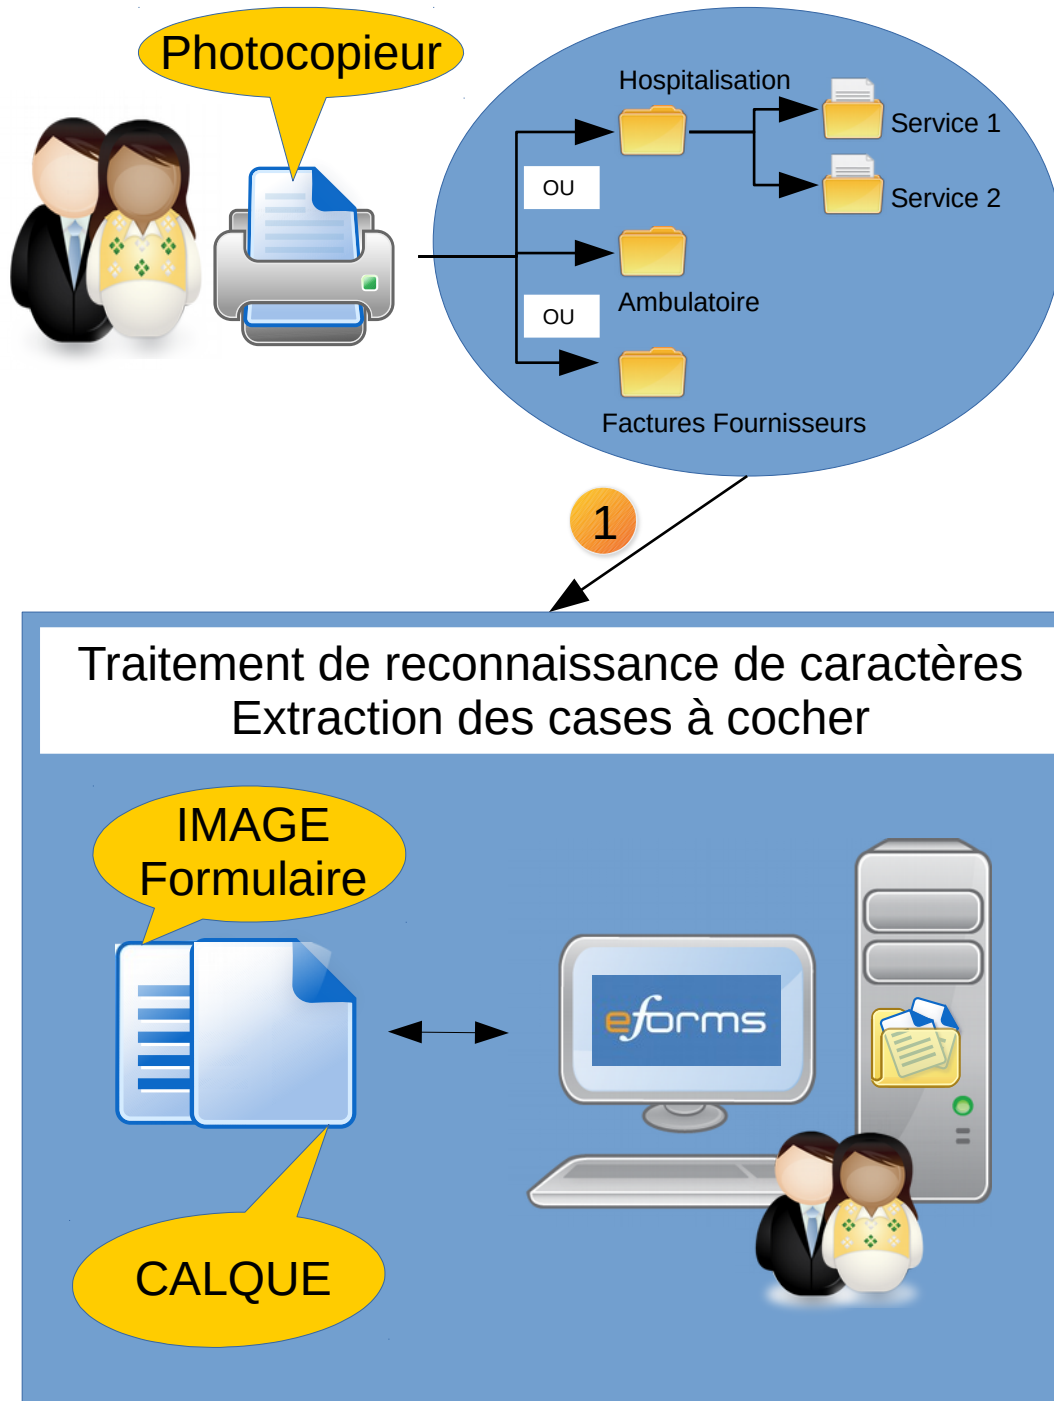 Photocopieur
Hospitalisation
Service 1
OU
Service 2
Ambulatoire
OU
Factures Fournisseurs
1
Traitement de reconnaissance de caractères
Extraction des cases à cocher
IMAGE
Formulaire
eforms
CALQUE